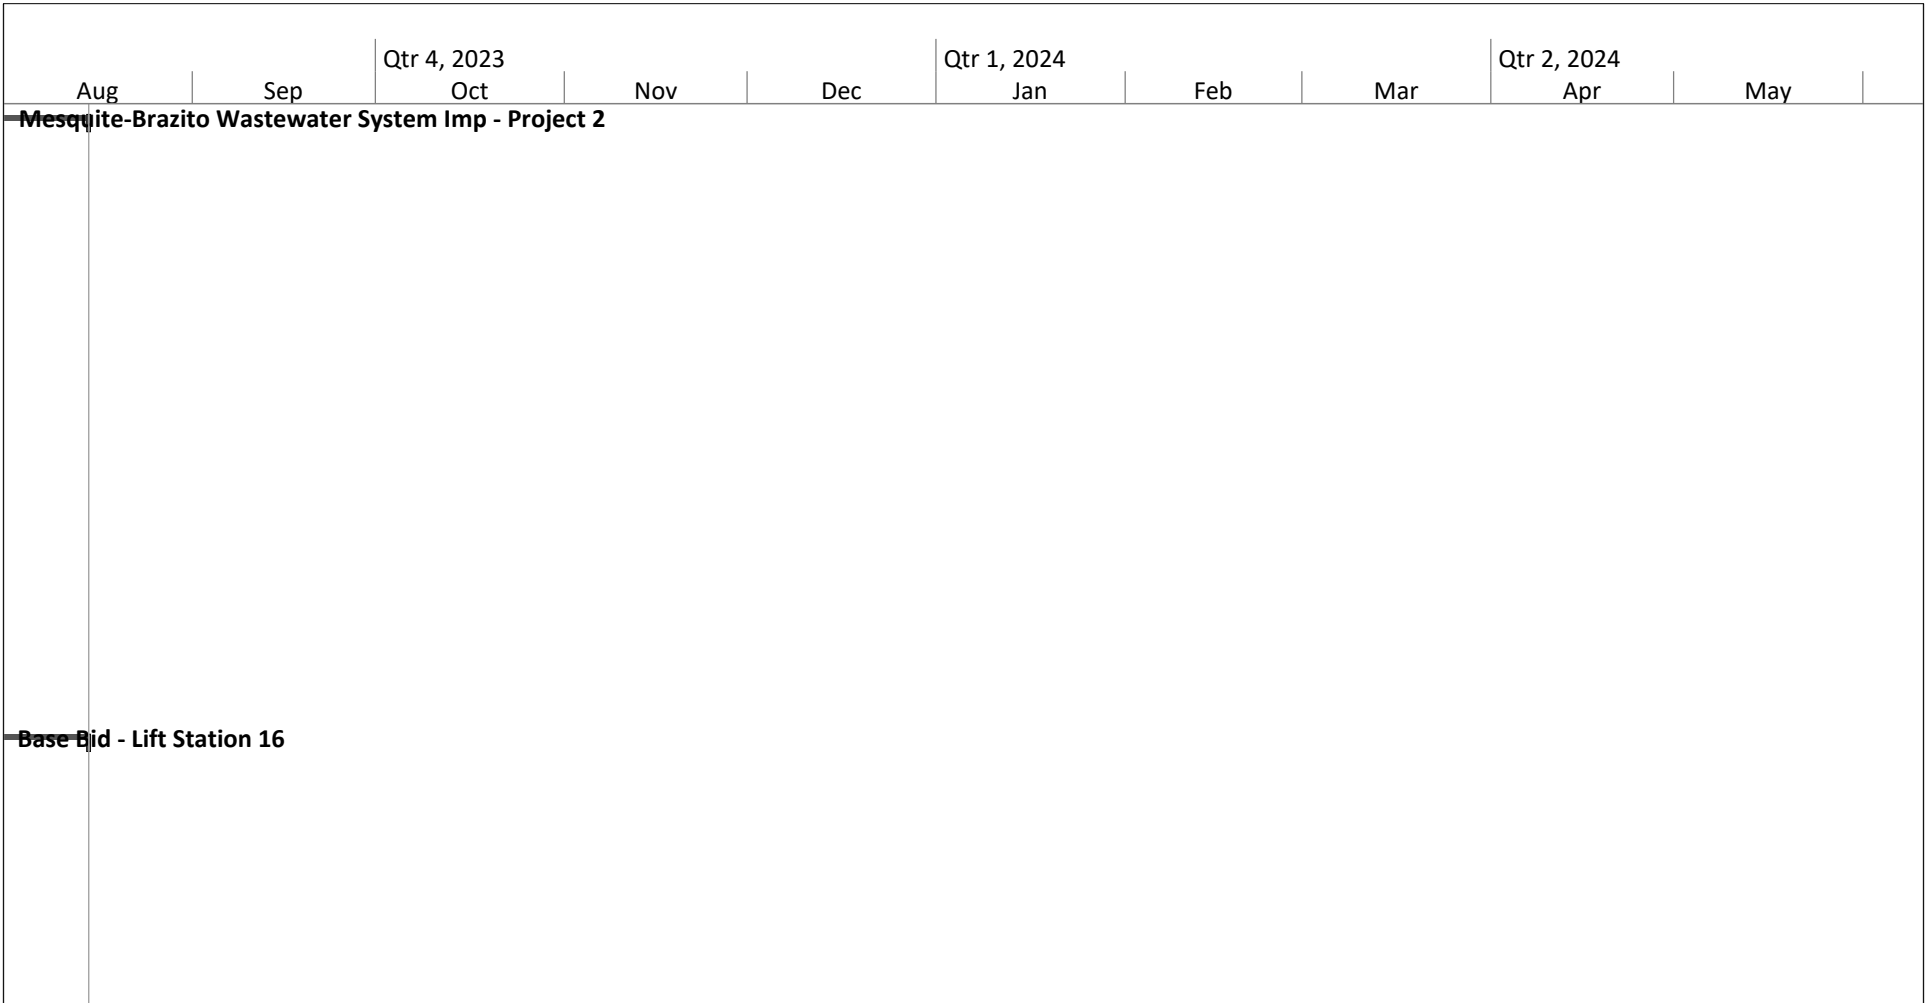 Qtr 4, 2023 Qtr 1, 2024 Qtr 2, 2024
Aug Sep Oct Nov Dec Jan Feb Mar Apr May
Mesquite-Brazito Wastewater System Imp - Project 2
Base Bid - Lift Station 16